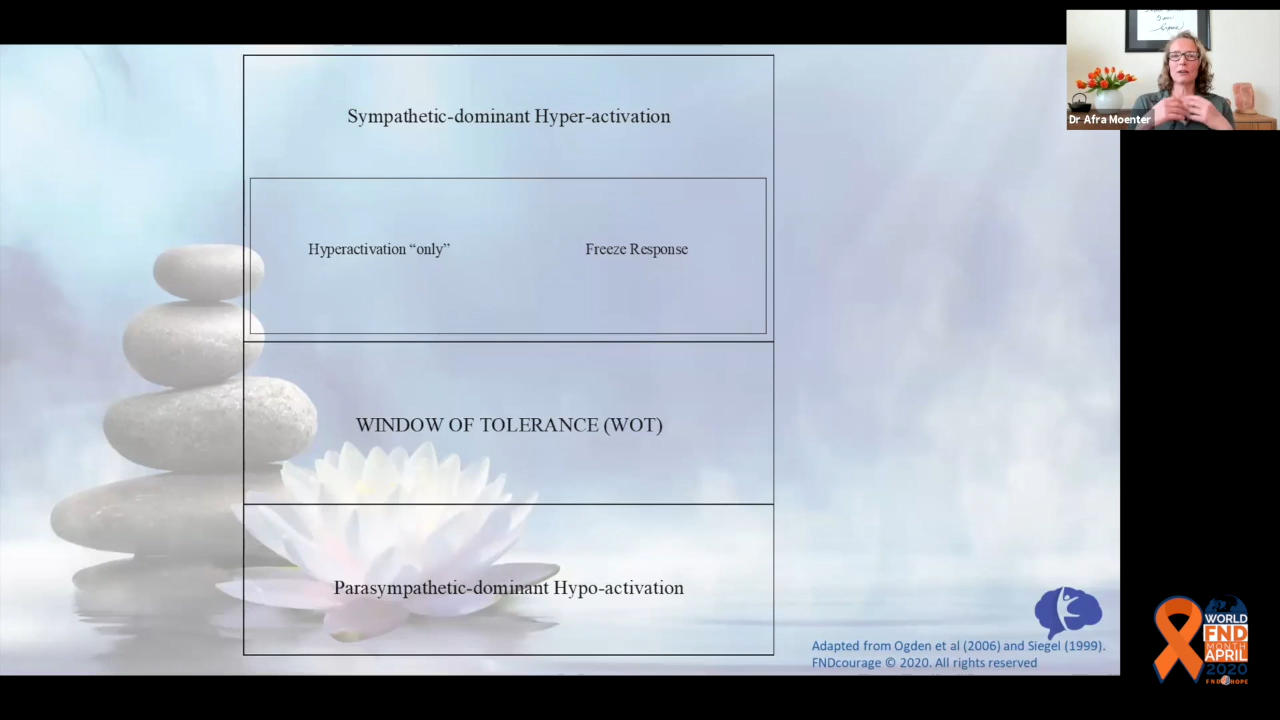 Sympathetic-dominant Hyper-activation
Hyperactivation “only”
Freeze Response
WINDOW OF TOLERANCE (WOT)
Parasympathetic-dominant Hypo-activation
Adapted from Ogden et al (2006) and Siegel (1999).
FNDcourage © 2020. All rights reserved
Dr Afra Moenter
WORLD
FND
MONTH
APRIL
2020
FND HOPE